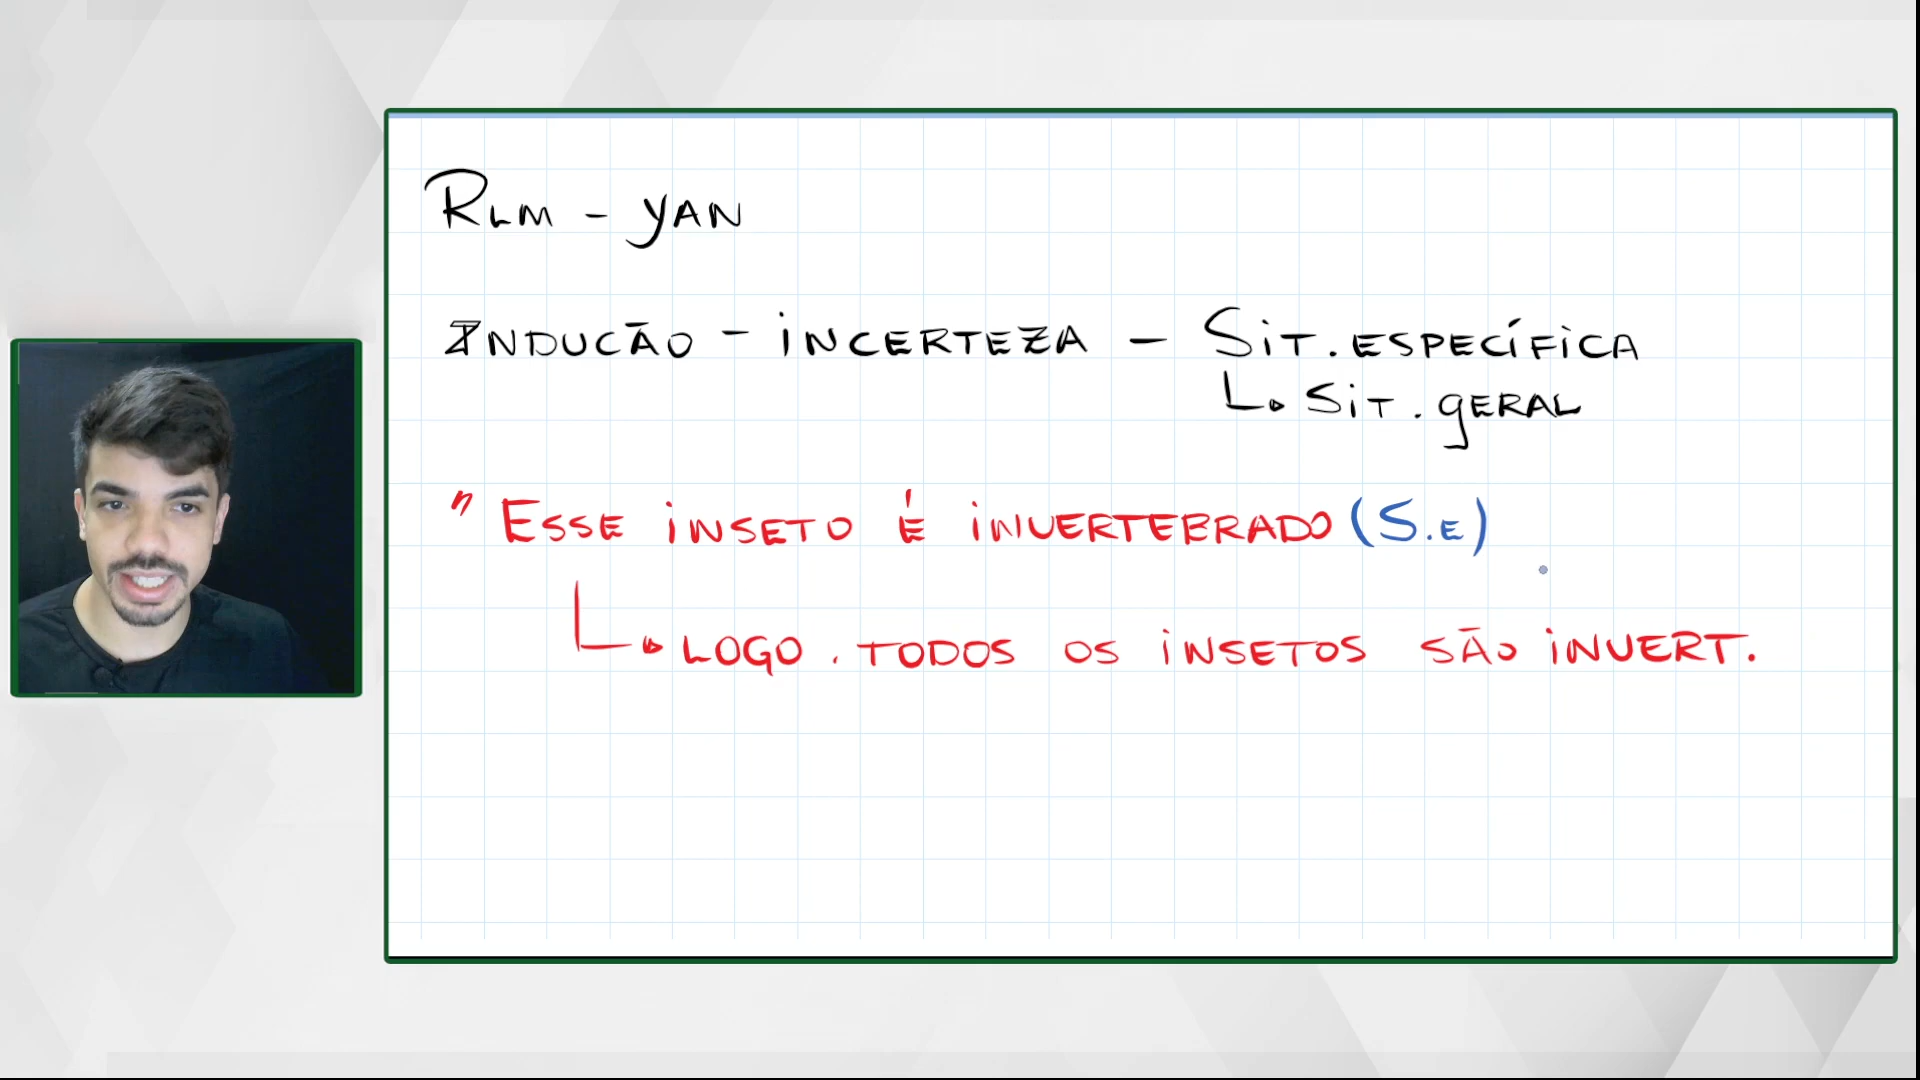 RLM - YAN
INDUCÃO - INCERTEZA - SIT. ESPECÍFICA
SIT. GERAL
" ESSE INSETO É INVERTEBRADO (S.E)
LOGO . TODOS OS INSETOS SÃO INVERT.